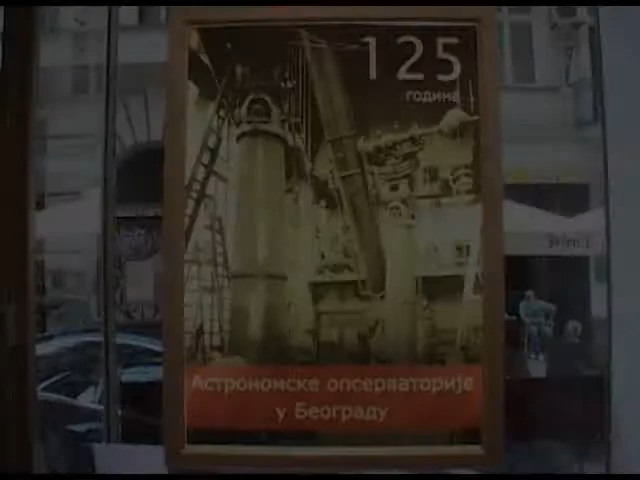 125
година
Астрономске опсерваторије
у Београду